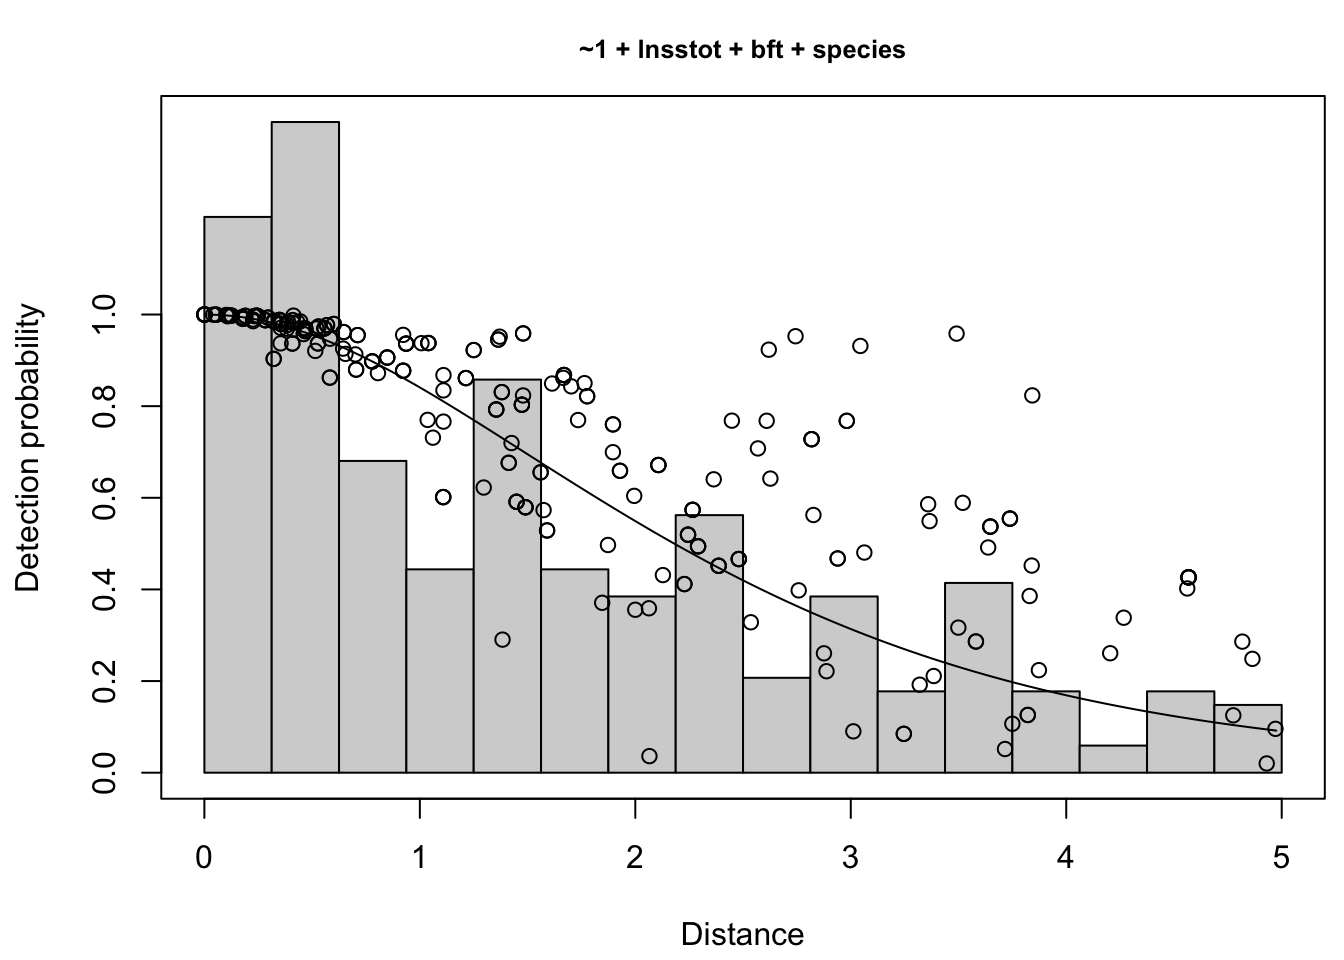 ~1 + lnsstot + bft + species
Detection probability
1.0
0.8
0.6
0.4
0.2
0.0
0 1 2 3 4 5
Distance